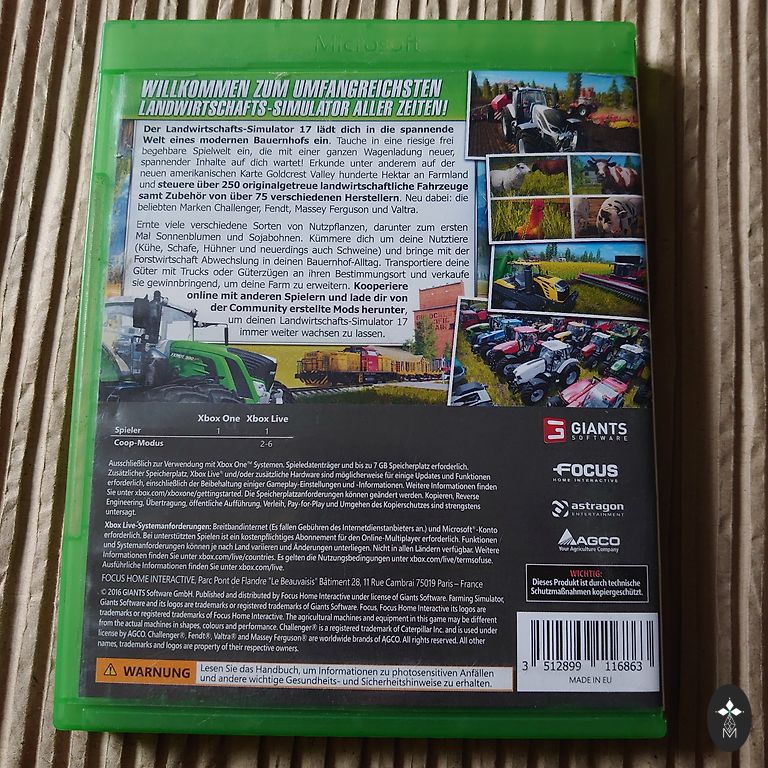 Microsoft
WILLKOMMEN ZUM UMFANGREICHSTEN
LANDWIRTSCHAFTS-SIMULATOR ALLER ZEITEN!
Der Landwirtschafts-Simulator 17 lädt dich in die spannende
Welt eines modernen Bauernhofs ein. Tauche in eine riesige frei
begehbare Spielwelt ein, die mit einer ganzen Wagenladung neuer,
spannender Inhalte auf dich wartet! Erkunde unter anderem auf der
neuen amerikanischen Karte Goldcrest Valley hunderte Hektar an Farmland
und steuere über 250 originalgetreue landwirtschaftliche Fahrzeuge
samt Zubehör von über 75 verschiedenen Herstellern. Neu dabei: die
beliebten Marken Challenger, Fendt, Massey Ferguson und Valtra.
Ernte viele verschiedene Sorten von Nutzpflanzen, darunter zum ersten
Mal Sonnenblumen und Sojabohnen. Kümmere dich um deine Nutztiere
(Kühe, Schafe, Hühner und neuerdings auch Schweine) und bringe mit der
Forstwirtschaft Abwechslung in deinen Bauernhof-Alltag. Transportiere deine
Güter mit Trucks oder Güterzügen an ihren Bestimmungsort und verkaufe
sie gewinnbringend, um deine Farm zu erweitern. Kooperiere
online mit anderen Spielern und lade dir von
der Community erstellte Mods herunter,
um deinen Landwirtschafts-Simulator 17
immer weiter wachsen zu lassen.
Xbox One Xbox Live
Spieler 1 1
Coop-Modus 2-6
GIANTS
SOFTWARE
FOCUS
HOME INTERACTIVE
astragon
ENTERTAINMENT
AGCO
Your Agriculture Company
Ausschließlich zur Verwendung mit Xbox One™ Systemen. Spieledatenträger und bis zu 7 GB Speicherplatz erforderlich.
Zusätzlicher Speicherplatz, Xbox Live® und/oder zusätzliche Hardware sind möglicherweise für einige Updates und Funktionen
erforderlich, einschließlich der Beibehaltung einiger Gameplay-Einstellungen und -Informationen. Weitere Informationen finden
Sie unter xbox.com/xboxone/gettingstarted. Die Speicherplatzanforderungen können geändert werden. Kopieren, Reverse
Engineering, Übertragung, öffentliche Aufführung, Verleih, Pay-for-Play und Umgehen des Kopierschutzes sind strengstens
untersagt.
Xbox Live-Systemanforderungen: Breitbandinternet (Es fallen Gebühren des Internetdienstanbieters an.) und Microsoft®-Konto
erforderlich. Bei unterstützten Spielen ist ein kostenpflichtiges Abonnement für den Online-Multiplayer erforderlich. Funktionen
und Systemanforderungen können je nach Land variieren und Änderungen unterliegen. Nicht in allen Ländern verfügbar. Weitere
Informationen finden Sie unter xbox.com/live/countries. Es gelten die Nutzungsbedingungen unter xbox.com/live/termsofuse.
Ausführliche Informationen finden Sie unter xbox.com/live.
FOCUS HOME INTERACTIVE, Parc Pont de Flandre "Le Beauvaisis" Bâtiment 28, 11 Rue Cambrai 75019 Paris – France
© 2016 GIANTS Software GmbH. Published and distributed by Focus Home Interactive under license of Giants Software. Farming Simulator,
Giants Software and its logos are trademarks or registered trademarks of Giants Software. Focus, Focus Home Interactive its logos are
trademarks or registered trademarks of Focus Home Interactive. The agricultural machines and equipment in this game may be different
from the actual machines in shapes, colours and performance. Challenger® is a registered trademark of Caterpillar Inc. and is used under
license by AGCO. Challenger®, Fendt®, Valtra® and Massey Ferguson® are worldwide brands of AGCO. All rights reserved. All other
names, trademarks and logos are property of their respective owners.
WICHTIG:
Dieses Produkt ist durch technische
Schutzmaßnahmen kopiergeschützt.
WARNUNG
Lesen Sie das Handbuch, um Informationen zu photosensitiven Anfällen
und andere wichtige Gesundheits- und Sicherheitshinweise zu erhalten.
3 512899 116863
MADE IN EU
M